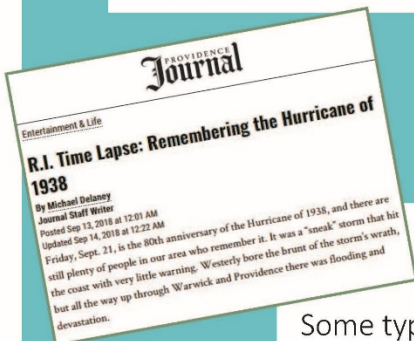 PROVIDENCE
Journal
Entertainment & Life
R.I. Time Lapse: Remembering the Hurricane of
1938
By Michael Delaney
Journal Staff Writer
Posted Sep 13, 2018 at 12:01 AM
Updated Sep 14, 2018 at 12:22 AM
Friday, Sept. 21, is the 80th anniversary of the Hurricane of 1938, and there are
still plenty of people in our area who remember it. It was a “sneak” storm that hit
the coast with very little warning. Westerly bore the brunt of the storm’s wrath,
but all the way up through Warwick and Providence there was flooding and
devastation.
Some typ